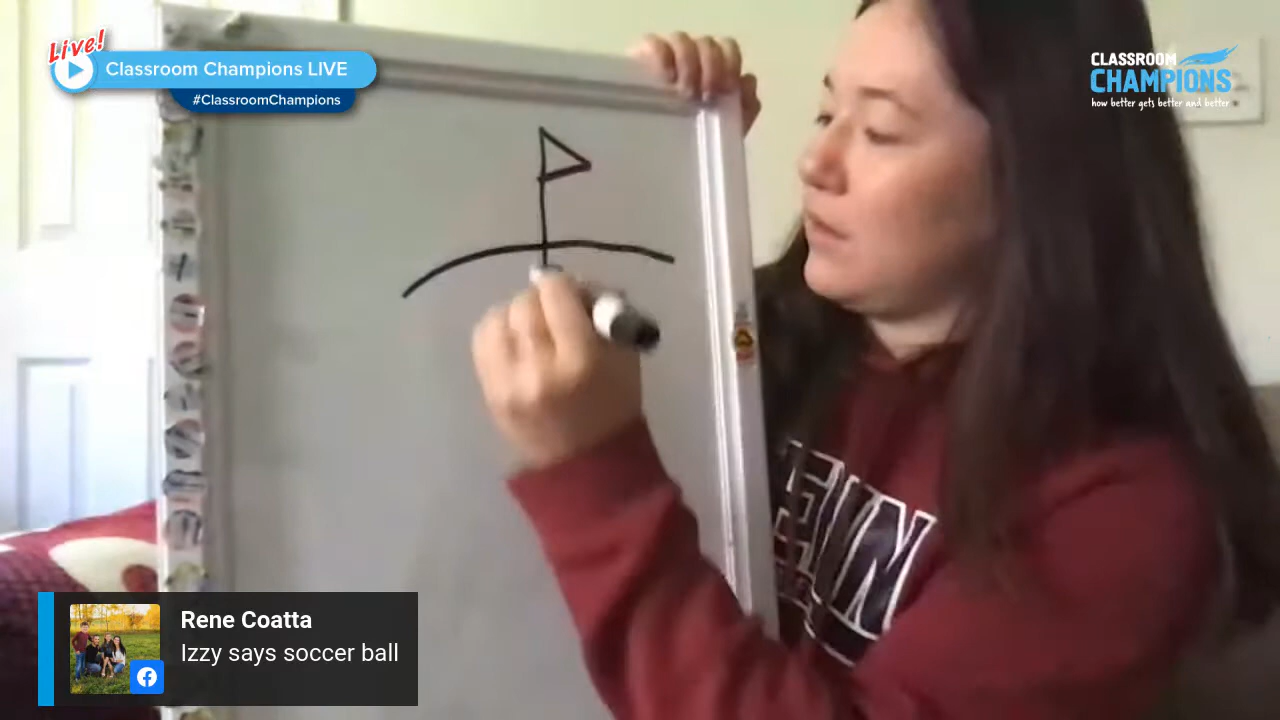 Live!
Classroom Champions LIVE
#ClassroomChampions
CLASSROOM
CHAMPIONS
how better gets better and better
Rene Coatta
Izzy says soccer ball